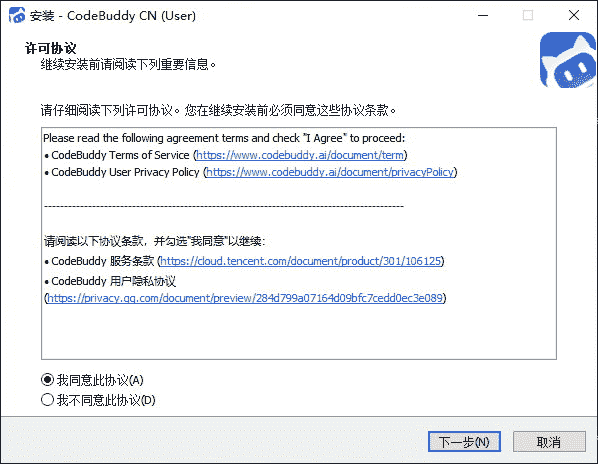 安装 - CodeBuddy CN (User)
许可协议
继续安装前请阅读下列重要信息。
请仔细阅读下列许可协议。您在继续安装前必须同意这些协议条款。
Please read the following agreement terms and check "I Agree" to proceed:
• CodeBuddy Terms of Service (https://www.codebuddy.ai/document/term)
• CodeBuddy User Privacy Policy (https://www.codebuddy.ai/document/privacyPolicy)
--------------------------------------------------------------------------------
请阅读以下协议条款，并勾选"我同意"以继续：
• CodeBuddy 服务条款 (https://cloud.tencent.com/document/product/301/106125)
• CodeBuddy 用户隐私协议
(https://privacy.qq.com/document/preview/284d799a07164d09bfc7cedd0ec3e089)
我同意此协议(A)
我不同意此协议(D)
下一步(N)
取消